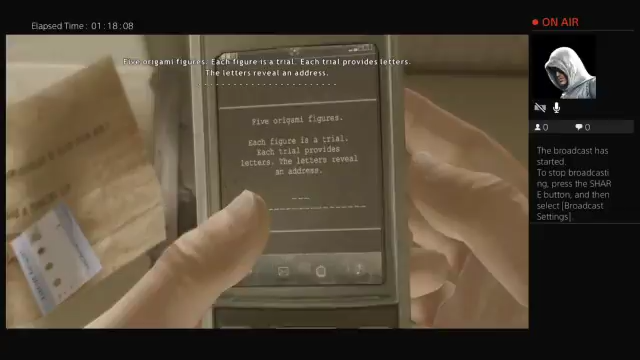 Elapsed Time : 01:18:08
ON AIR
Five origami figures. Each figure is a trial. Each trial provides letters.
The letters reveal an address.
Five origami figures.
Each figure is a trial.
Each trial provides
letters. The letters reveal
an address.
0
0
The broadcast has
started.
To stop broadcasti
ng, press the SHAR
E button, and then
select [Broadcast
Settings].